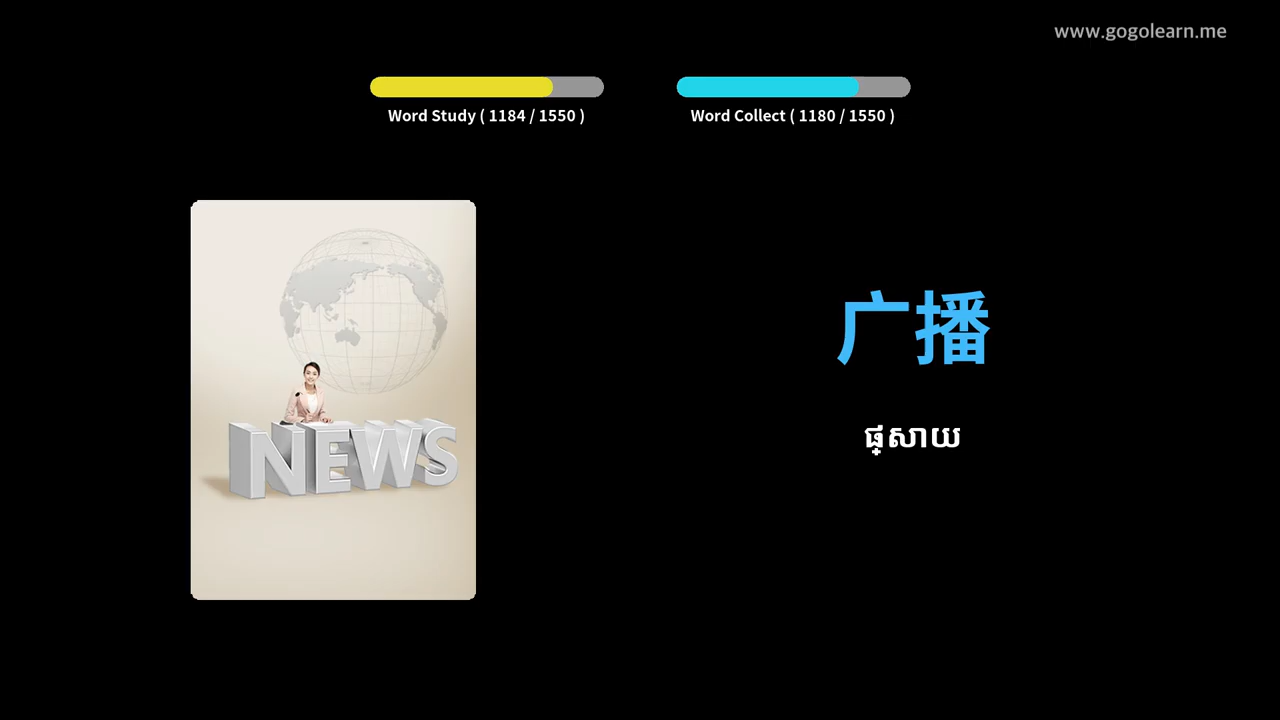 www.gogolearn.me
Word Study ( 1184 / 1550 )
Word Collect ( 1180 / 1550 )
NEWS
广播
ផ្សាយ